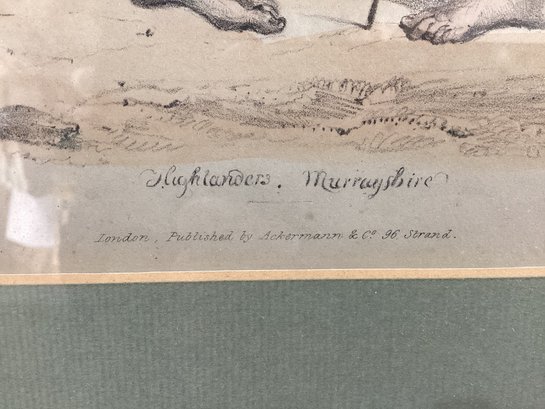 Highlanders. Murrayshire
London, Published by Ackermann & Cº 96 Strand.